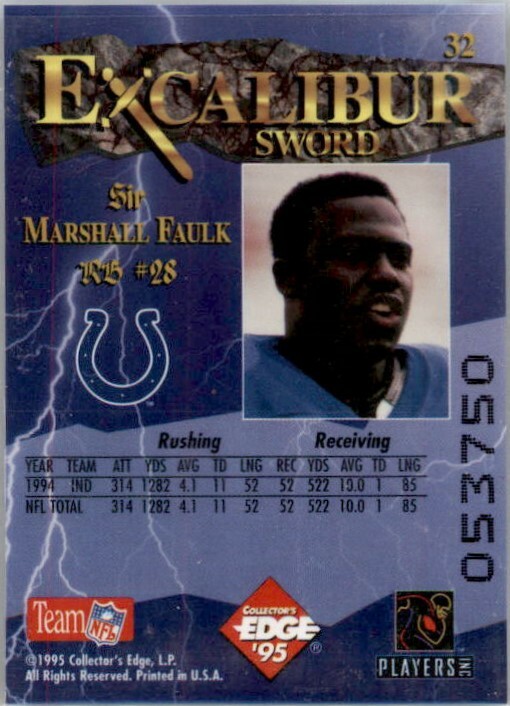 32
EXCALIBUR
SWORD
Sir
MARSHALL FAULK
RB #28
Rushing Receiving
YEAR TEAM ATT YDS AVG TD LNG REC YDS AVG TD LNG
1994 IND 314 1282 4.1 11 52 52 522 10.0 1 85
NFL TOTAL 314 1282 4.1 11 52 52 522 10.0 1 85
053750
Team NFL
COLLECTOR'S
EDGE
'95 ®
PLAYERS INC
©1995 Collector's Edge, L.P.
All Rights Reserved. Printed in U.S.A.